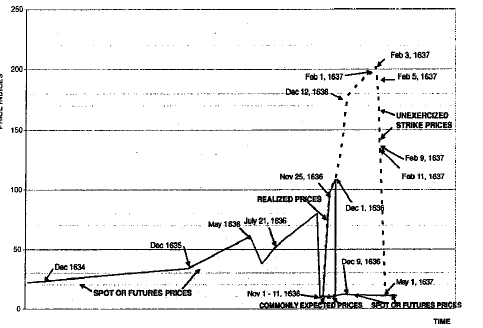 250
Feb 3, 1637
Feb 1, 1637
Feb 5, 1637
200
Dec 12, 1636
UNEXERCIZED
STRIKE PRICES
150
PRICE INDICES
Feb 9, 1637
Feb 11, 1637
Nov 25, 1636
100
REALIZED PRICES
Dec 1, 1636
May 1636
July 21, 1636
50
Dec 1635
Dec 9, 1636
Dec 1634
May 1, 1637
SPOT OR FUTURES PRICES
Nov 1 - 11, 1636
0
COMMONLY EXPECTED PRICES
SPOT OR FUTURES PRICES
TIME